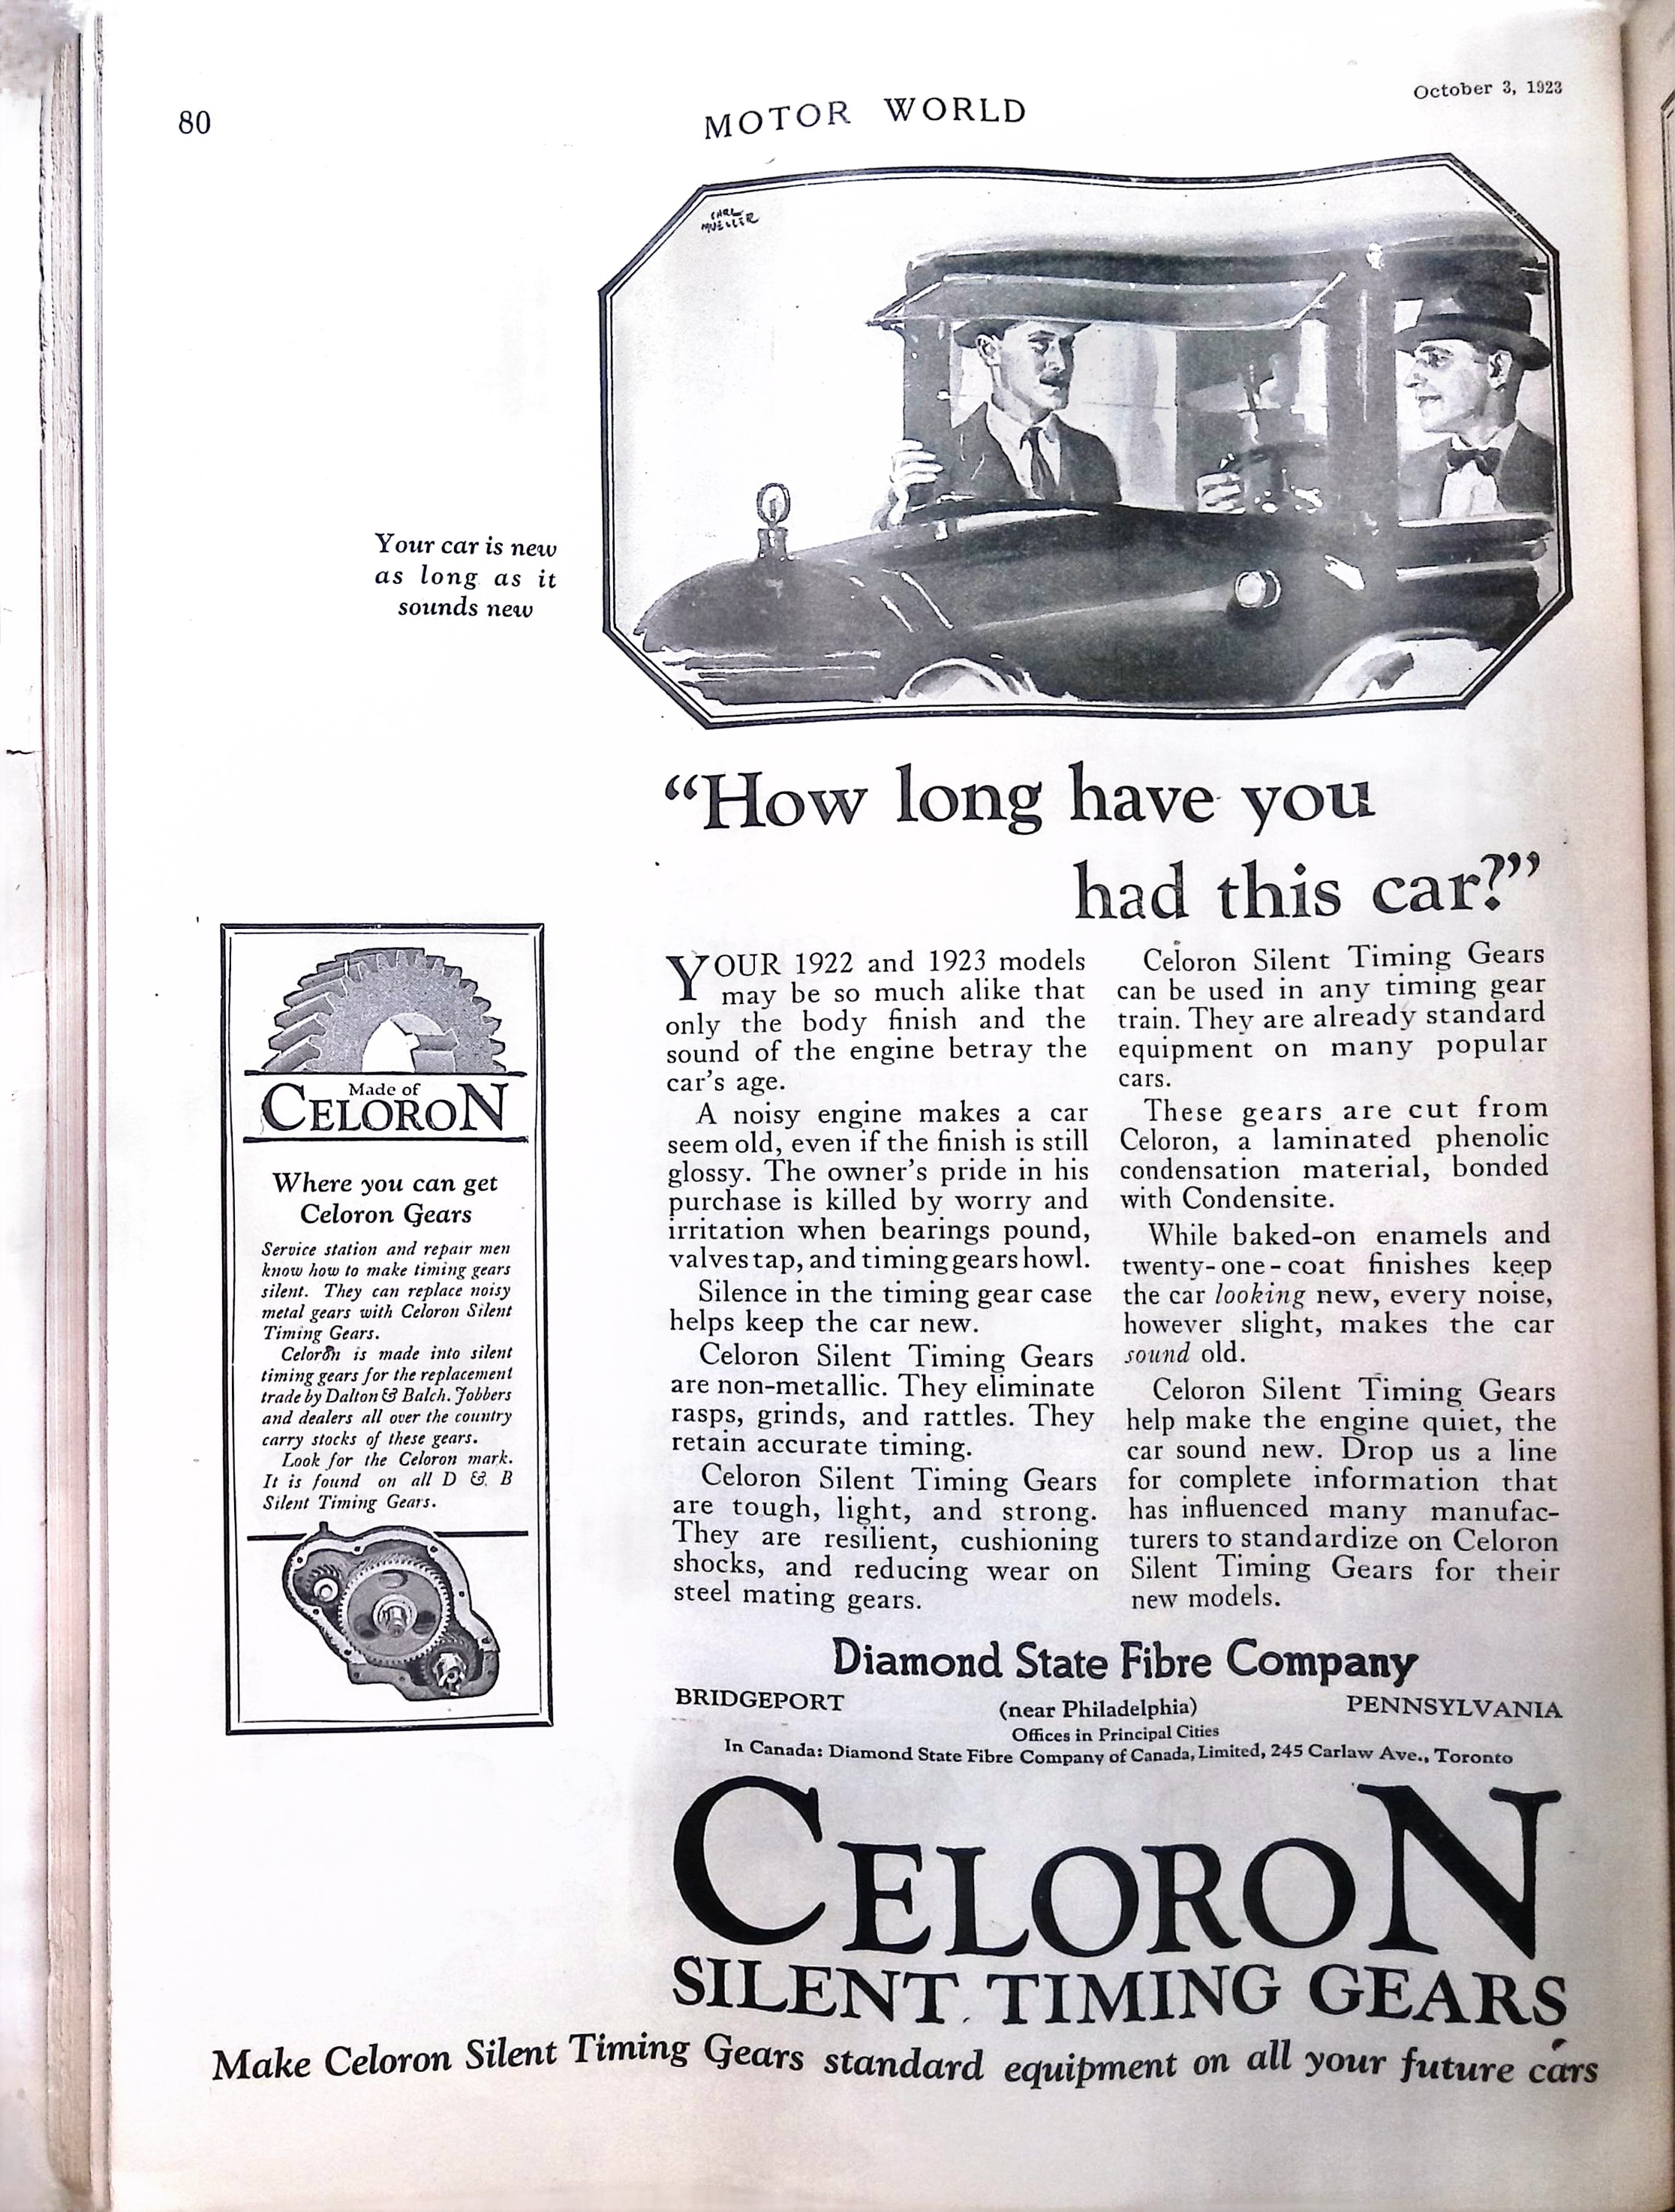 80
MOTOR WORLD
October 3, 1923
CARL
MUELLER
Your car is new
as long as it
sounds new
“How long have you
had this car?”
YOUR 1922 and 1923 models
may be so much alike that
only the body finish and the
sound of the engine betray the
car’s age.
A noisy engine makes a car
seem old, even if the finish is still
glossy. The owner’s pride in his
purchase is killed by worry and
irritation when bearings pound,
valves tap, and timing gears howl.
Silence in the timing gear case
helps keep the car new.
Celoron Silent Timing Gears
are non-metallic. They eliminate
rasps, grinds, and rattles. They
retain accurate timing.
Celoron Silent Timing Gears
are tough, light, and strong.
They are resilient, cushioning
shocks, and reducing wear on
steel mating gears.
Celoron Silent Timing Gears
can be used in any timing gear
train. They are already standard
equipment on many popular
cars.
These gears are cut from
Celoron, a laminated phenolic
condensation material, bonded
with Condensite.
While baked-on enamels and
twenty-one-coat finishes keep
the car looking new, every noise,
however slight, makes the car
sound old.
Celoron Silent Timing Gears
help make the engine quiet, the
car sound new. Drop us a line
for complete information that
has influenced many manufac-
turers to standardize on Celoron
Silent Timing Gears for their
new models.
Made of
CELORON
Where you can get
Celoron Gears
Service station and repair men
know how to make timing gears
silent. They can replace noisy
metal gears with Celoron Silent
Timing Gears.
Celoron is made into silent
timing gears for the replacement
trade by Dalton & Balch. Jobbers
and dealers all over the country
carry stocks of these gears.
Look for the Celoron mark.
It is found on all D & B
Silent Timing Gears.
Diamond State Fibre Company
BRIDGEPORT (near Philadelphia) PENNSYLVANIA
Offices in Principal Cities
In Canada: Diamond State Fibre Company of Canada, Limited, 245 Carlaw Ave., Toronto
CELORON
SILENT TIMING GEARS
Make Celoron Silent Timing Gears standard equipment on all your future cars